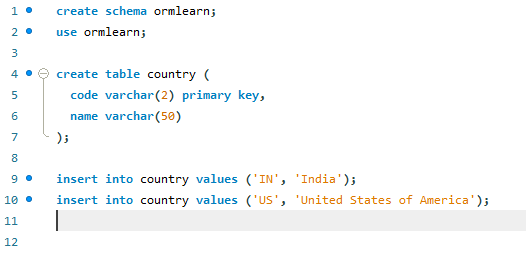 1 create schema ormlearn;
2 use ormlearn;
3
4 create table country (
5 code varchar(2) primary key,
6 name varchar(50)
7 );
8
9 insert into country values ('IN', 'India');
10 insert into country values ('US', 'United States of America');
11
12